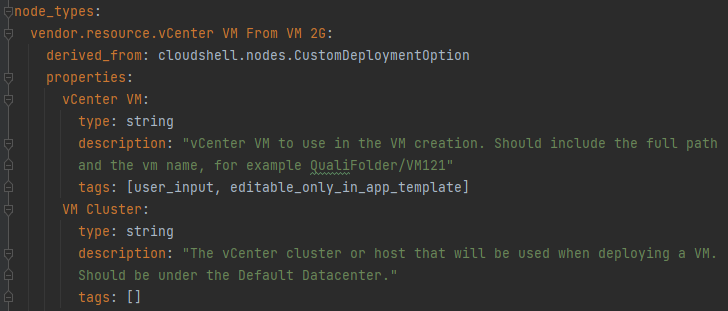 node_types:
vendor.resource.vCenter VM From VM 2G:
derived_from: cloudshell.nodes.CustomDeploymentOption
properties:
vCenter VM:
type: string
description: "vCenter VM to use in the VM creation. Should include the full path
and the vm name, for example QualiFolder/VM121"
tags: [user_input, editable_only_in_app_template]
VM Cluster:
type: string
description: "The vCenter cluster or host that will be used when deploying a VM.
Should be under the Default Datacenter."
tags: []